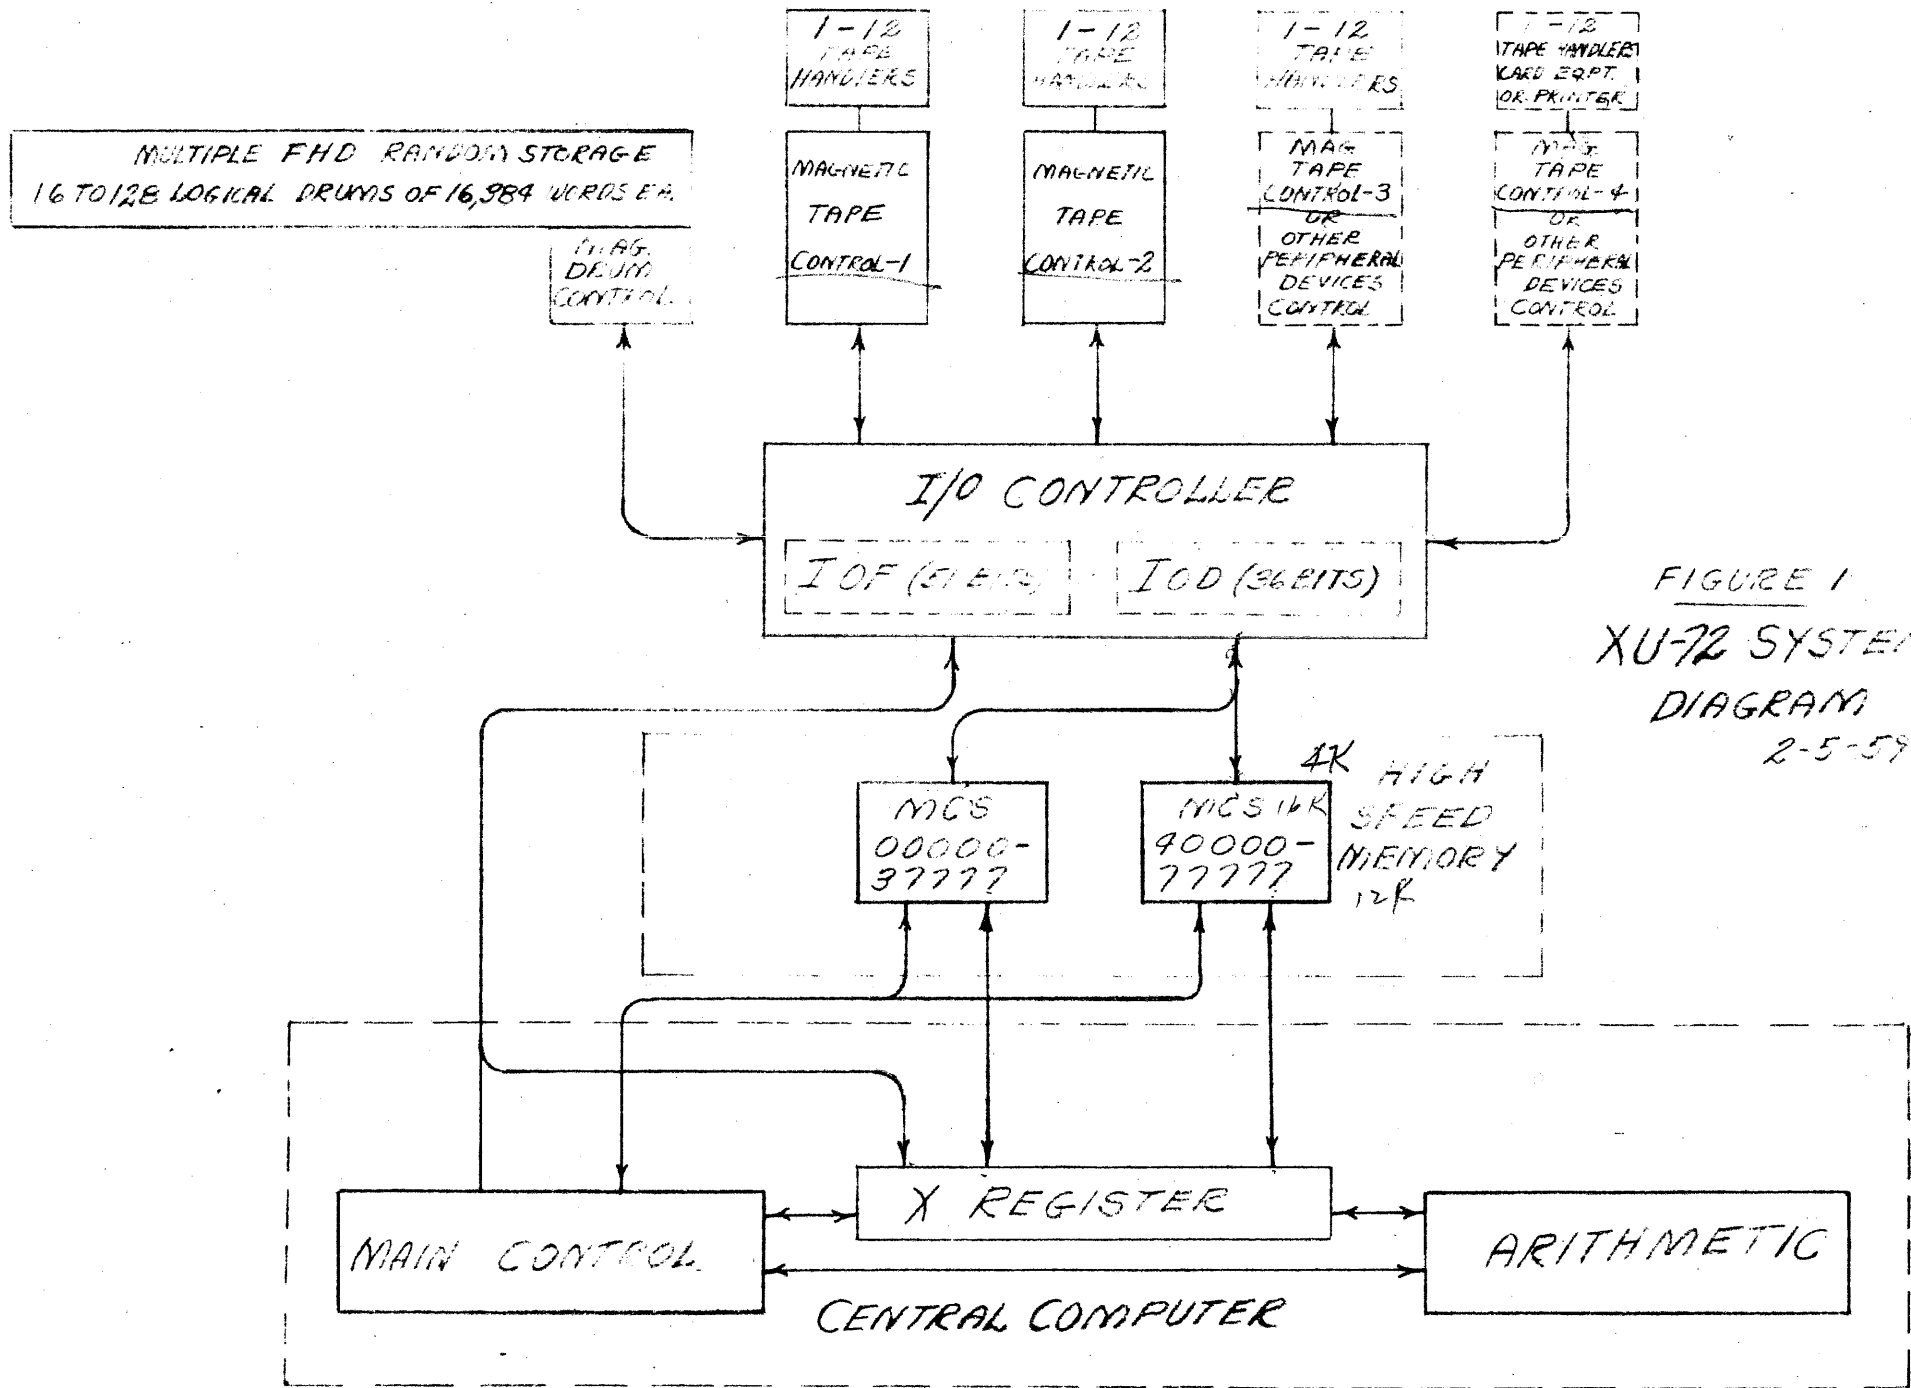 1-12
TAPE
HANDLERS
1-12
TAPE
HANDLERS
1-12
TAPE
HANDLERS
1-12
TAPE HANDLERS
CARD EQPT.
OR PRINTER
MULTIPLE FHD RANDOM STORAGE
16 TO 128 LOGICAL DRUMS OF 16,384 WORDS EA.
MAG.
DRUM
CONTROL
MAGNETIC
TAPE
CONTROL-1
MAGNETIC
TAPE
CONTROL-2
MAG
TAPE
CONTROL-3
OR
OTHER
PERIPHERAL
DEVICES
CONTROL
MAG
TAPE
CONTROL-4
OR
OTHER
PERIPHERAL
DEVICES
CONTROL
I/O CONTROLLER
IOF (51 BITS)
IOD (36 BITS)
FIGURE 1
XU-72 SYSTEM
DIAGRAM
2-5-59
MCS
00000-
37777
4K
MCS 16K
40000-
77777
HIGH
SPEED
MEMORY
12K
X REGISTER
MAIN CONTROL
ARITHMETIC
CENTRAL COMPUTER